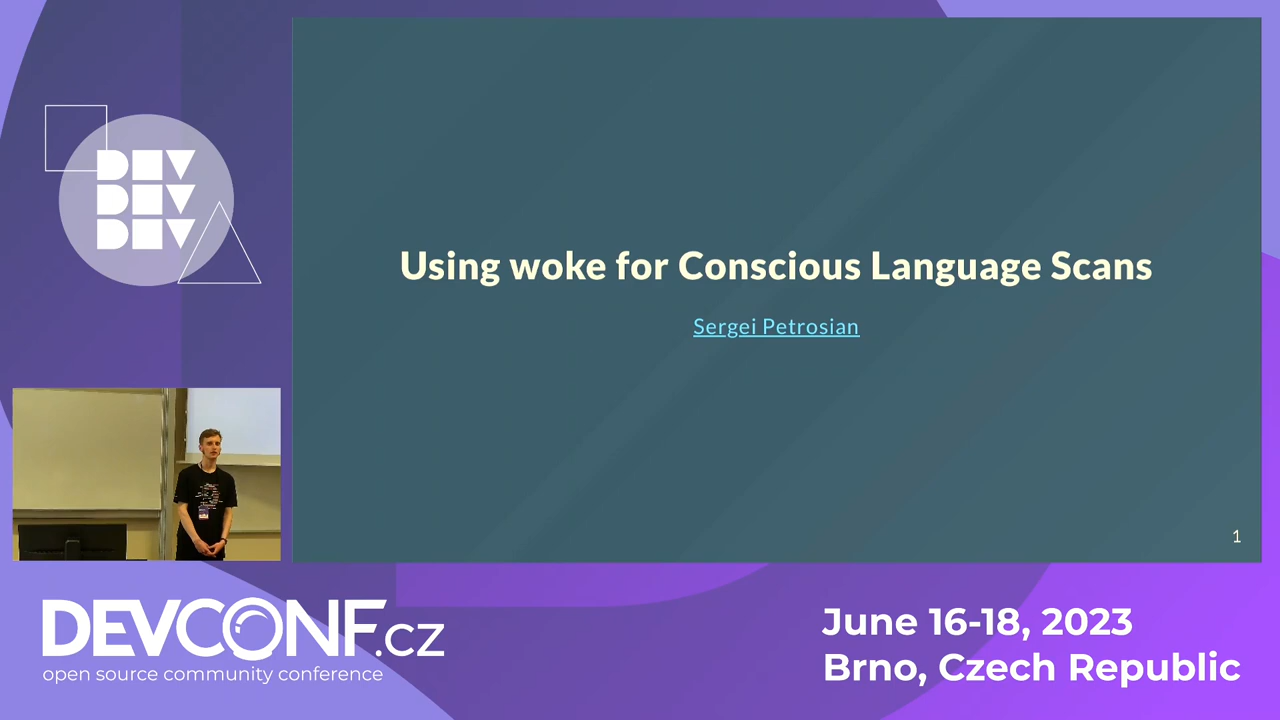 DEV
DEV
DEV
Using woke for Conscious Language Scans
Sergei Petrosian
1
DEVCONF.cz
open source community conference
June 16-18, 2023
Brno, Czech Republic